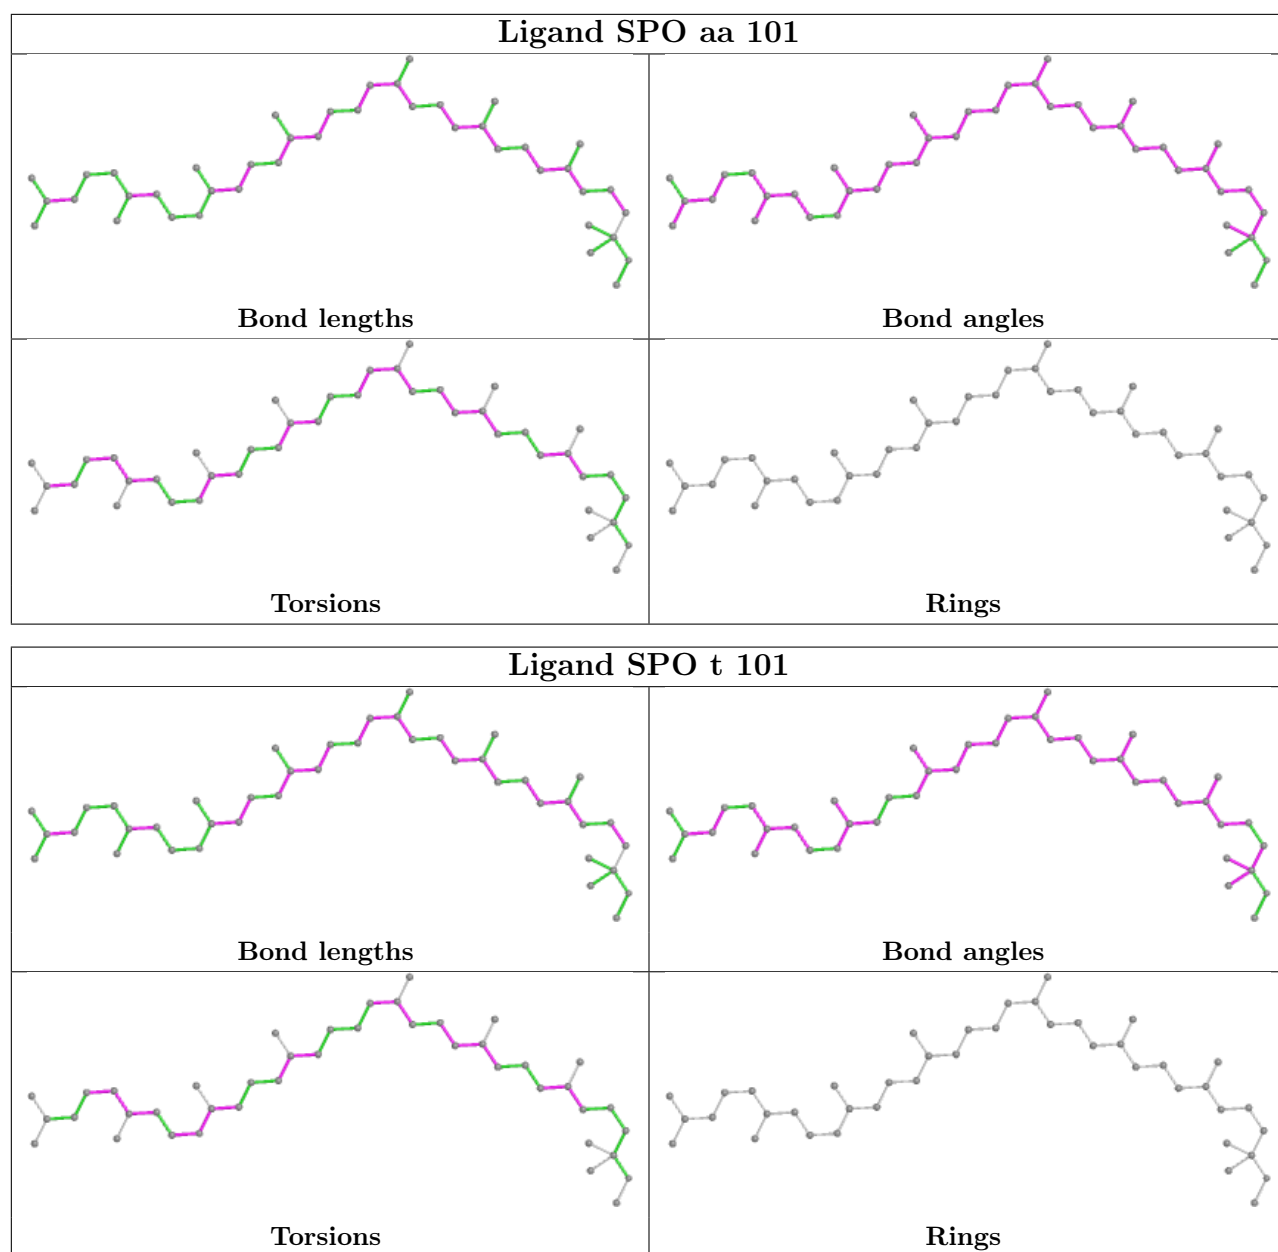 Ligand SPO aa 101
Bond lengths
Bond angles
Torsions
Rings
Ligand SPO t 101
Bond lengths
Bond angles
Torsions
Rings